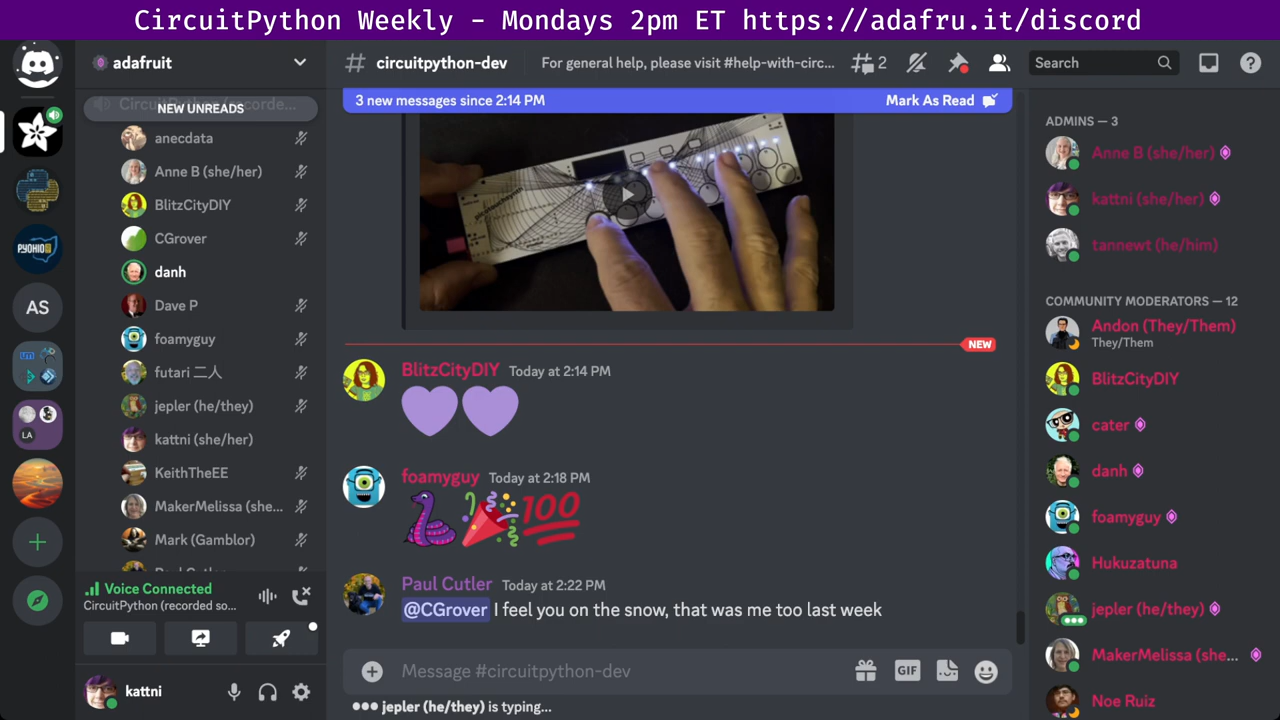 CircuitPython Weekly - Mondays 2pm ET https://adafru.it/discord
adafruit
CircuitPython (recorde...
NEW UNREADS
anecdata
Anne B (she/her)
BlitzCityDIY
CGrover
danh
Dave P
foamyguy
futari 二人
jepler (he/they)
kattni (she/her)
KeithTheEE
MakerMelissa (she...
Mark (Gamblor)
Voice Connected
CircuitPython (recorded so...
kattni
PYOHIO
AS
LA
circuitpython-dev
For general help, please visit #help-with-circ...
2
Search
3 new messages since 2:14 PM
Mark As Read
NEW
BlitzCityDIY Today at 2:14 PM
foamyguy Today at 2:18 PM
100
Paul Cutler Today at 2:22 PM
@CGrover I feel you on the snow, that was me too last week
Message #circuitpython-dev
GIF
jepler (he/they) is typing...
ADMINS — 3
Anne B (she/her)
kattni (she/her)
tannewt (he/him)
COMMUNITY MODERATORS — 12
Andon (They/Them)
They/Them
BlitzCityDIY
cater
danh
foamyguy
Hukuzatuna
jepler (he/they)
MakerMelissa (she...
Noe Ruiz